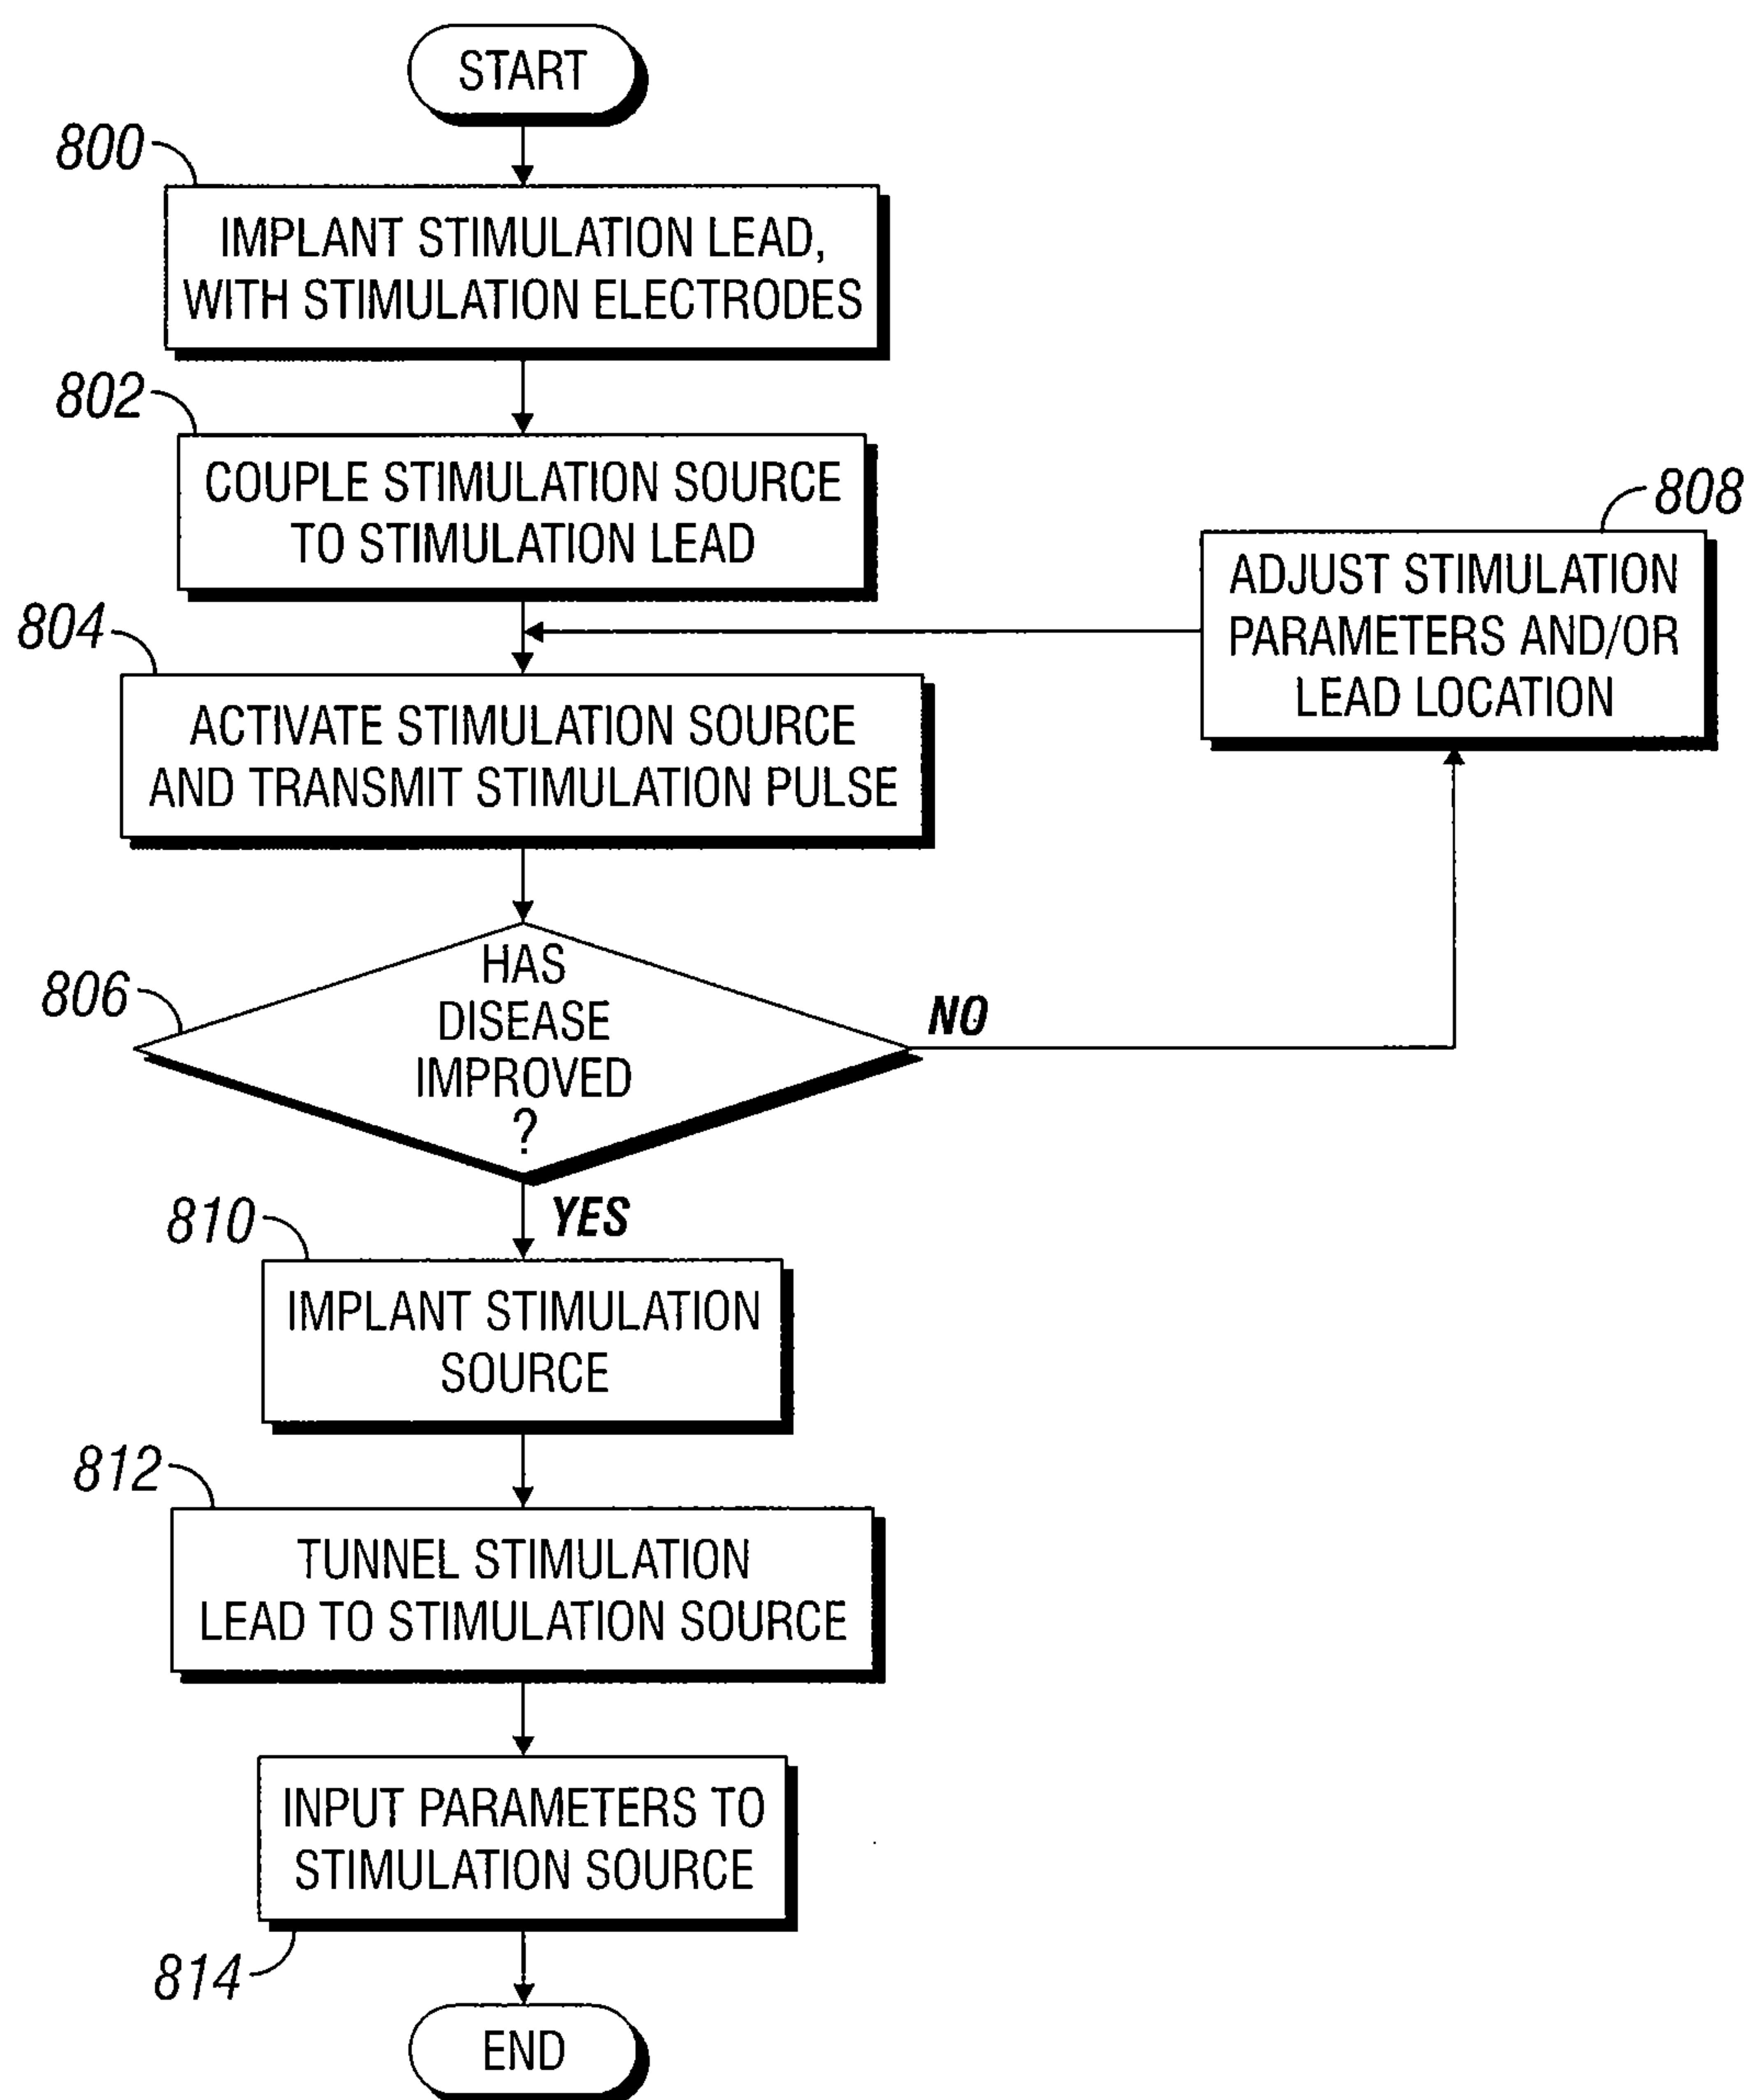 START
800
IMPLANT STIMULATION LEAD,
WITH STIMULATION ELECTRODES
802
COUPLE STIMULATION SOURCE
TO STIMULATION LEAD
808
ADJUST STIMULATION
PARAMETERS AND/OR
LEAD LOCATION
804
ACTIVATE STIMULATION SOURCE
AND TRANSMIT STIMULATION PULSE
806
HAS
DISEASE
IMPROVED
?
NO
YES
810
IMPLANT STIMULATION
SOURCE
812
TUNNEL STIMULATION
LEAD TO STIMULATION SOURCE
INPUT PARAMETERS TO
STIMULATION SOURCE
814
END